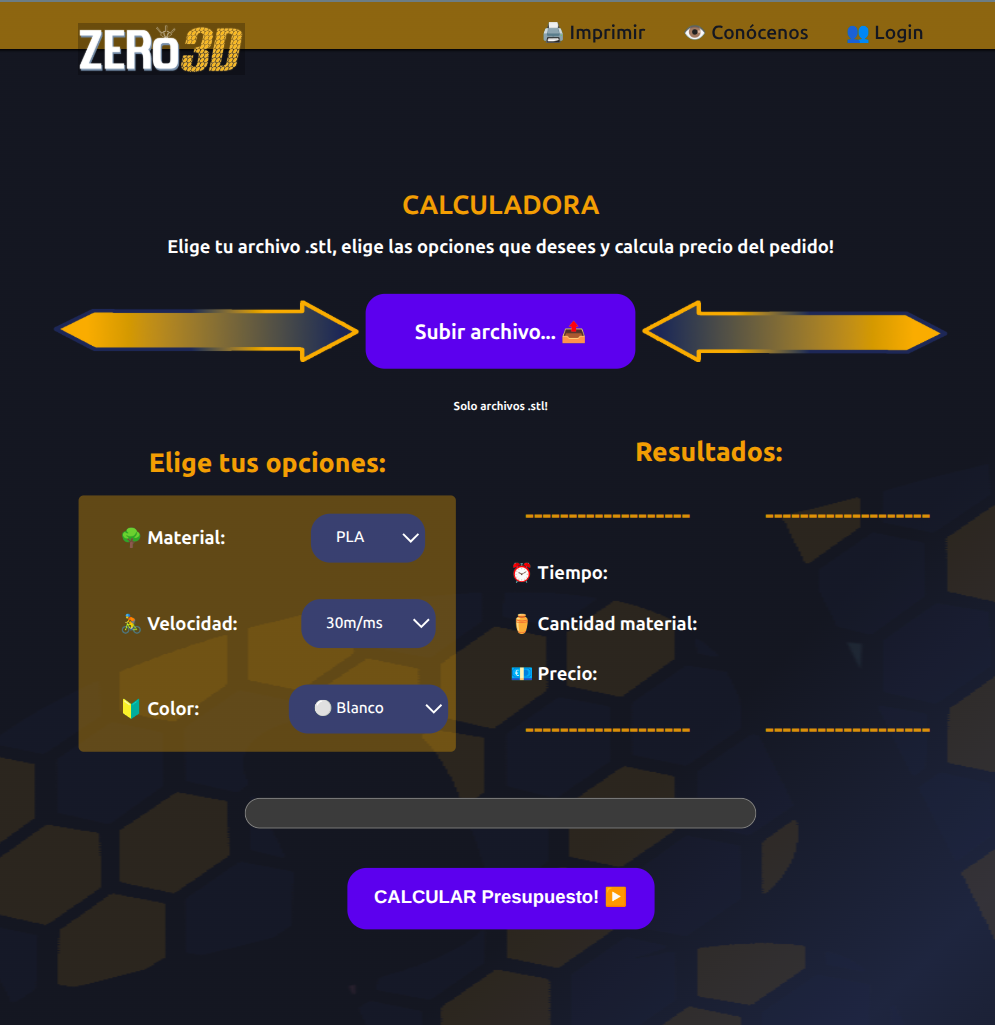 ZERO3D
🖨️ Imprimir
👁️ Conócenos
👥 Login
CALCULADORA
Elige tu archivo .stl, elige las opciones que desees y calcula precio del pedido!
Subir archivo... 📤
Solo archivos .stl!
Elige tus opciones:
🌳 Material:
PLA
🚴 Velocidad:
30m/ms
🔰 Color:
⚪ Blanco
Resultados:
------------------- -------------------
⏰ Tiempo:
⚱️ Cantidad material:
💶 Precio:
------------------- -------------------
CALCULAR Presupuesto! ▶️